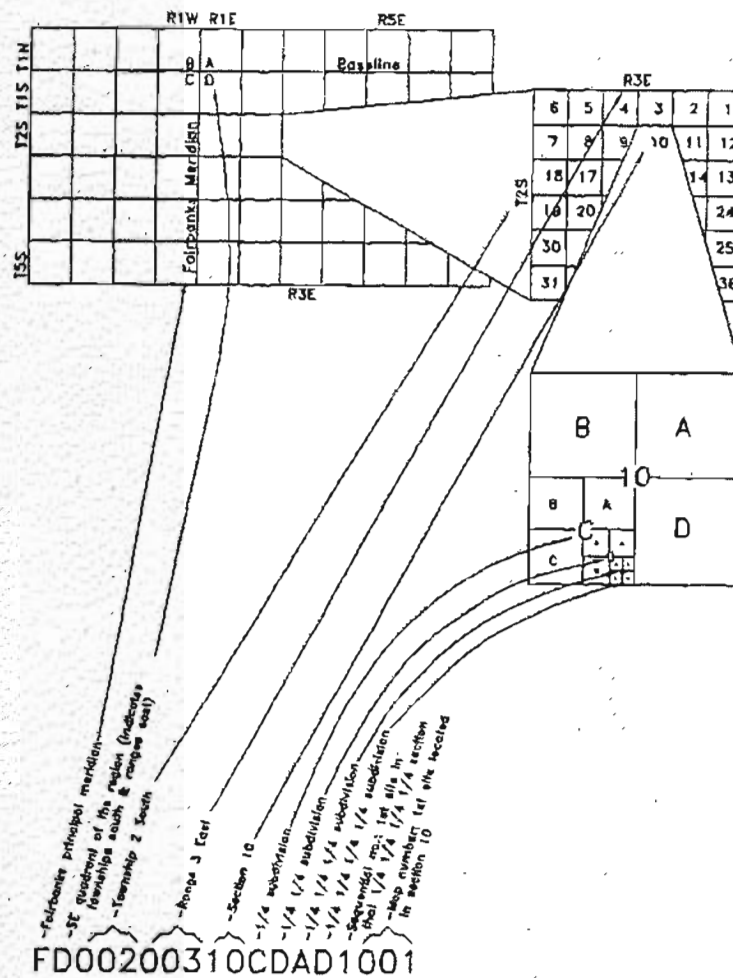 R1W R1E R5E
T1N
B A Bassline
C D
T1S
T2S
T5S
Fairbanks Meridian
R3E
R3E
T2S
6 5 4 3 2 1
7 8 9 10 11 12
18 17 14 13
19 20 24
30 25
31 36
B A
10
B A
C D
C
-Fairbanks principal meridian
-SE quadrant of the region (indicates
townships south & ranges east)
-Township 2 South
-Range 3 East
-Section 10
-1/4 subdivision
-1/4 1/4 subdivision
-1/4 1/4 1/4 subdivision
-1/4 1/4 1/4 1/4 subdivision
-Sequential no.: 1st site in
that 1/4 1/4 1/4 1/4 section
-Map number: 1st site located
in section 10
FD00200310CDAD1001